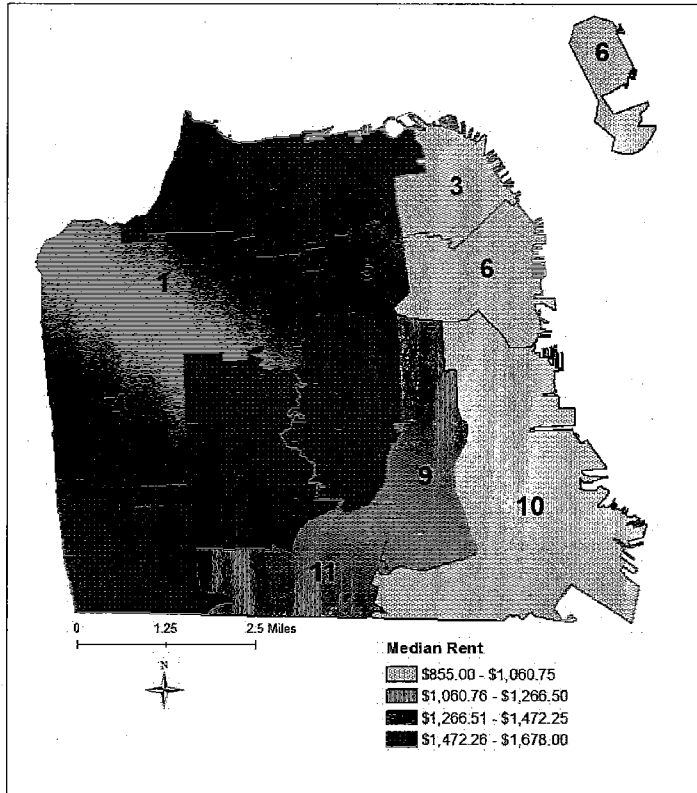 6
3
6
1
9
10
11
0 1.25 2.5 Miles
N
Median Rent
$855.00 - $1,060.75
$1,060.76 - $1,266.50
$1,266.51 - $1,472.25
$1,472.26 - $1,678.00